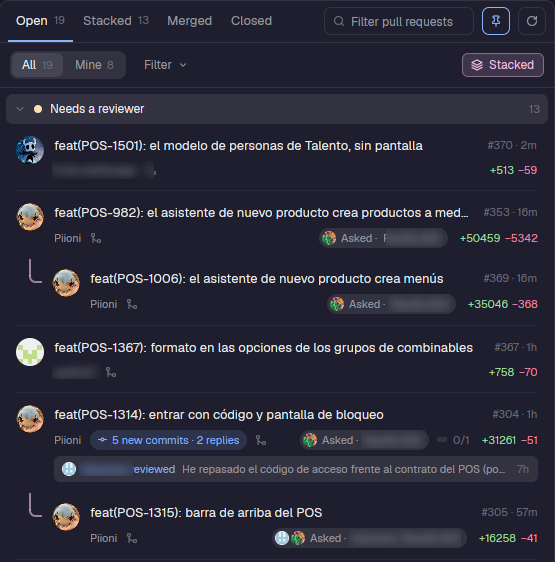 Open 19 Stacked 13 Merged Closed Filter pull requests
All 19 Mine 8 Filter Stacked
Needs a reviewer 13
feat(POS-1501): el modelo de personas de Talento, sin pantalla #370 · 2m
+513 −59
feat(POS-982): el asistente de nuevo producto crea productos a med... #353 · 16m
Piioni Asked · +50459 −5342
feat(POS-1006): el asistente de nuevo producto crea menús #369 · 16m
Piioni Asked · +35046 −368
feat(POS-1367): formato en las opciones de los grupos de combinables #367 · 1h
+758 −70
feat(POS-1314): entrar con código y pantalla de bloqueo #304 · 1h
Piioni 5 new commits · 2 replies Asked · 0/1 +31261 −51
reviewed He repasado el código de acceso frente al contrato del POS (po... 7h
feat(POS-1315): barra de arriba del POS #305 · 57m
Piioni Asked · +16258 −41